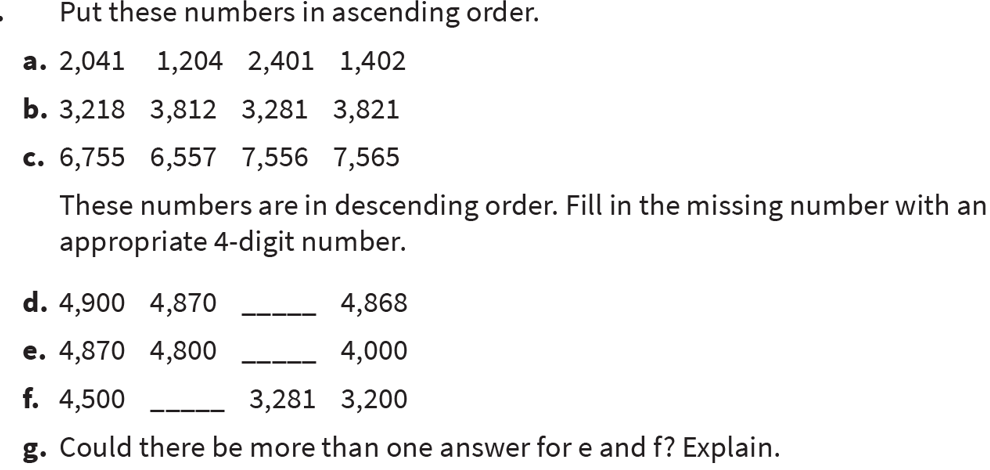 . Put these numbers in ascending order.
a. 2,041 1,204 2,401 1,402
b. 3,218 3,812 3,281 3,821
c. 6,755 6,557 7,556 7,565
These numbers are in descending order. Fill in the missing number with an
appropriate 4-digit number.
d. 4,900 4,870 _____ 4,868
e. 4,870 4,800 _____ 4,000
f. 4,500 _____ 3,281 3,200
g. Could there be more than one answer for e and f? Explain.